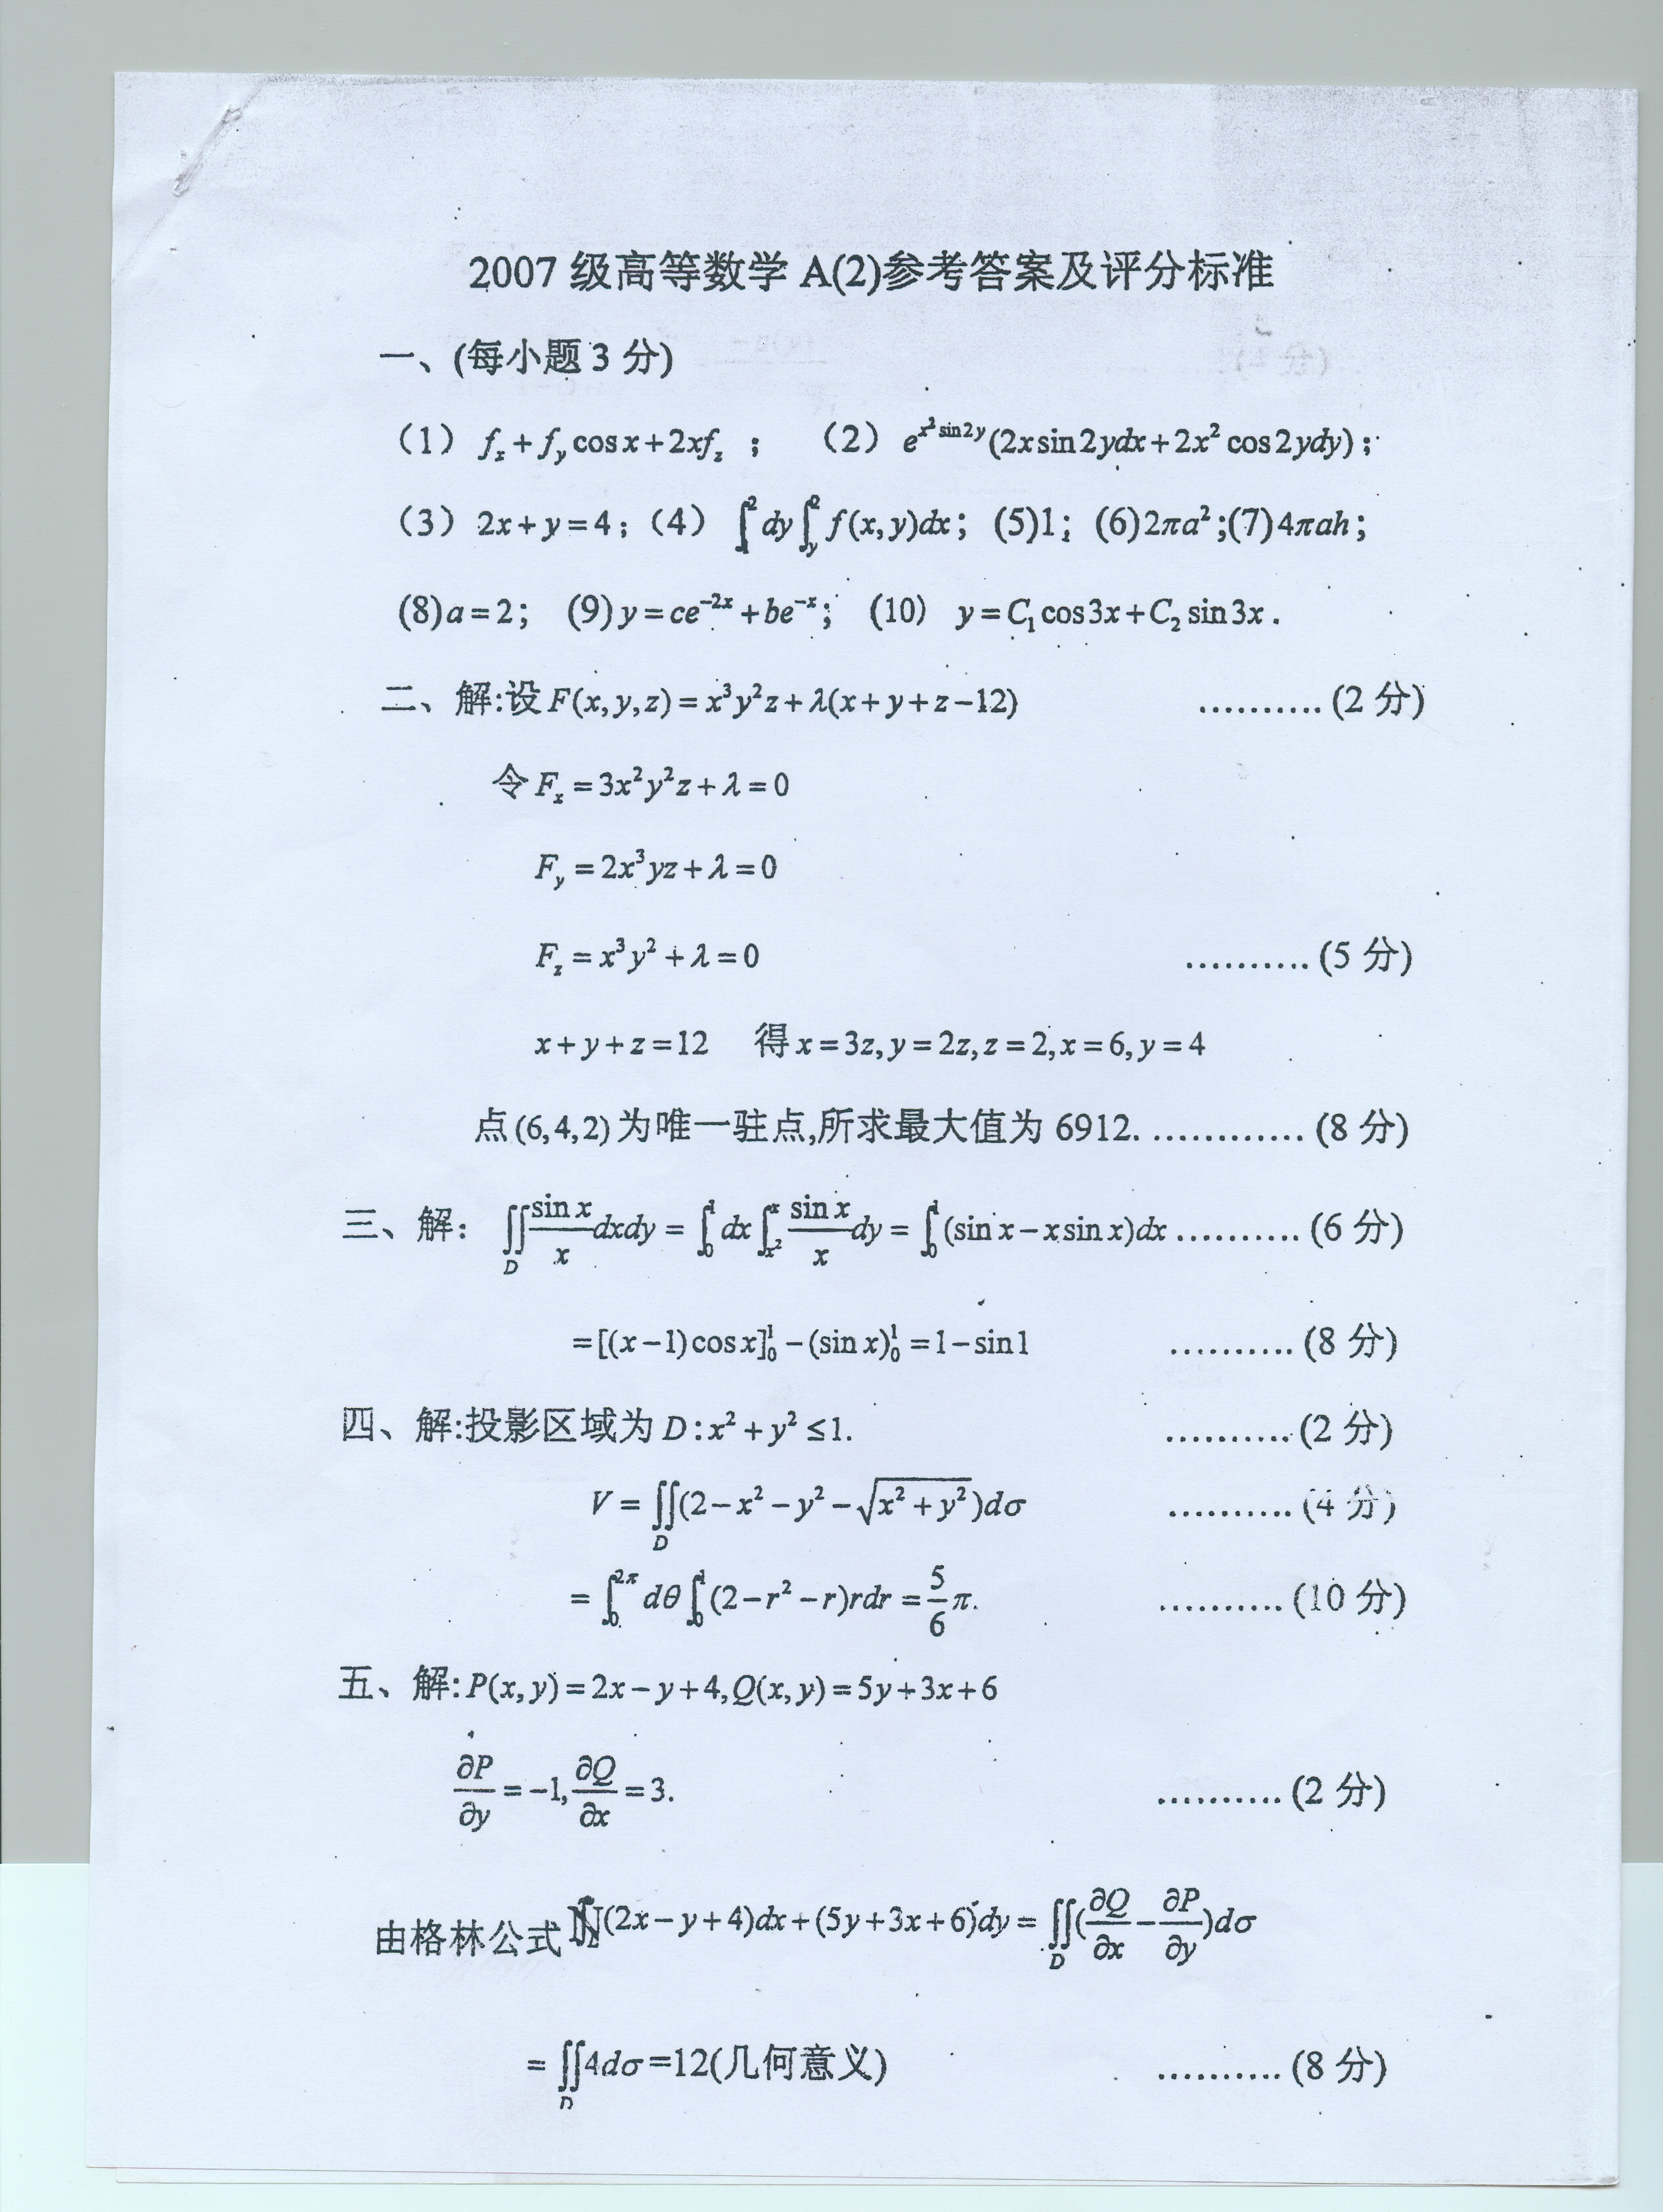 2007 级高等数学 A(2)参考答案及评分标准
一、(每小题 3 分)
（1） $f_x+f_y\cos x+2xf_z$ ； （2） $e^{x^2\sin 2y}(2x\sin 2ydx+2x^2\cos 2ydy)$；
（3） $2x+y=4$；（4） $\int_1^2 dy\int_y^2 f(x,y)dx$； (5)1； (6)$2\pi a^2$；(7)$4\pi ah$；
(8)$a=2$； (9)$y=ce^{-2x}+be^{-x}$； (10) $y=C_1\cos 3x+C_2\sin 3x$ .
二、解:设 $F(x,y,z)=x^3y^2z+\lambda(x+y+z-12)$ ..........(2 分)
令 $F_x=3x^2y^2z+\lambda=0$
$F_y=2x^3yz+\lambda=0$
$F_z=x^3y^2+\lambda=0$ ..........(5 分)
$x+y+z=12$ 得 $x=3z,y=2z,z=2,x=6,y=4$
点 $(6,4,2)$ 为唯一驻点,所求最大值为 6912. ............ (8 分)
三、解： $\iint_D\frac{\sin x}{x}dxdy=\int_0^1 dx\int_{x^2}^x\frac{\sin x}{x}dy=\int_0^1(\sin x-x\sin x)dx$ .......... (6 分)
$=[(x-1)\cos x]_0^1-(\sin x)_0^1=1-\sin 1$ ..........(8 分)
四、解:投影区域为 $D:x^2+y^2\le 1.$ ..........(2 分)
$V=\iint_D(2-x^2-y^2-\sqrt{x^2+y^2})d\sigma$ ..........(4 分)
$=\int_0^{2\pi}d\theta\int_0^1(2-r^2-r)rdr=\frac{5}{6}\pi.$ ..........(10 分)
五、解:$P(x,y)=2x-y+4,Q(x,y)=5y+3x+6$
$\frac{\partial P}{\partial y}=-1,\frac{\partial Q}{\partial x}=3.$ ..........(2 分)
由格林公式 $(2x-y+4)dx+(5y+3x+6)dy=\iint_D(\frac{\partial Q}{\partial x}-\frac{\partial P}{\partial y})d\sigma$
$=\iint_D 4d\sigma$=12(几何意义) ..........(8 分)